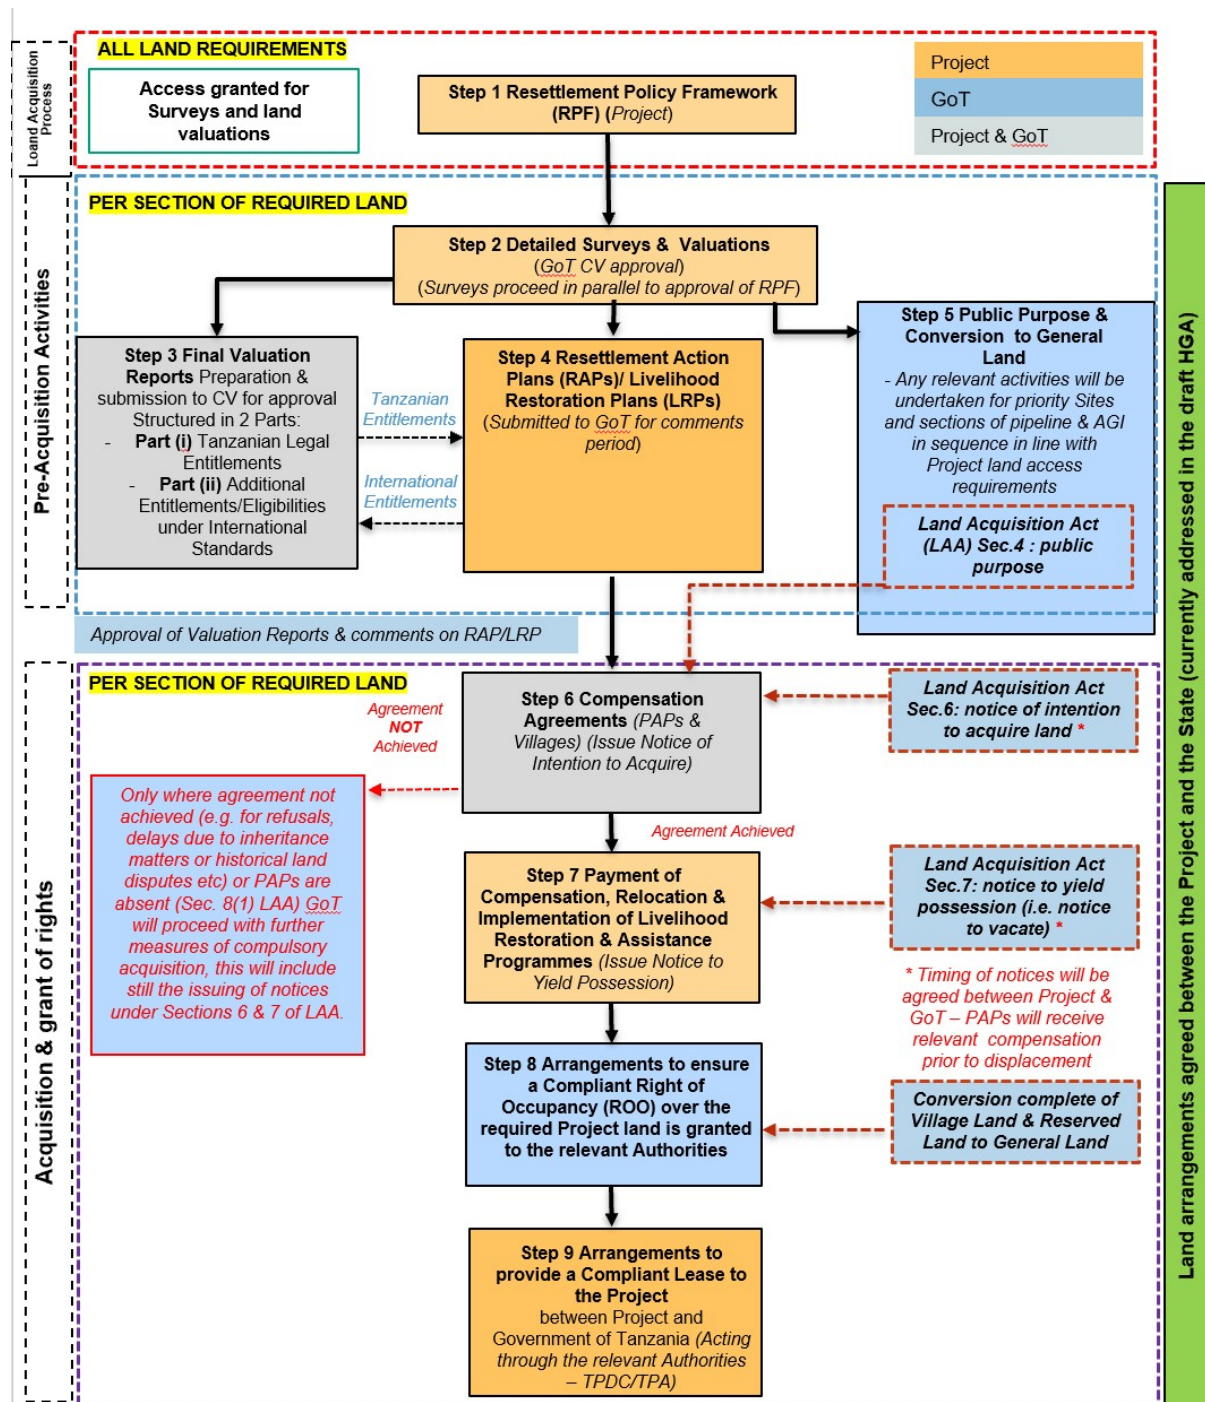 Loand Acquisition
Process
ALL LAND REQUIREMENTS
Access granted for
Surveys and land
valuations
Step 1 Resettlement Policy Framework
(RPF) (Project)
Project
GoT
Project & GoT
Pre-Acquisition Activities
PER SECTION OF REQUIRED LAND
Step 2 Detailed Surveys & Valuations
(GoT CV approval)
(Surveys proceed in parallel to approval of RPF)
Step 3 Final Valuation
Reports Preparation &
submission to CV for approval
Structured in 2 Parts:
- Part (i) Tanzanian Legal
Entitlements
- Part (ii) Additional
Entitlements/Eligibilities
under International
Standards
Tanzanian
Entitlements
International
Entitlements
Step 4 Resettlement Action
Plans (RAPs)/ Livelihood
Restoration Plans (LRPs)
(Submitted to GoT for comments
period)
Step 5 Public Purpose &
Conversion to General
Land
- Any relevant activities will be
undertaken for priority Sites
and sections of pipeline & AGI
in sequence in line with
Project land access
requirements
Land Acquisition Act
(LAA) Sec.4 : public
purpose
Approval of Valuation Reports & comments on RAP/LRP
Acquisition & grant of rights
PER SECTION OF REQUIRED LAND
Agreement
NOT
Achieved
Step 6 Compensation
Agreements (PAPs &
Villages) (Issue Notice of
Intention to Acquire)
Land Acquisition Act
Sec.6: notice of intention
to acquire land *
Only where agreement not
achieved (e.g. for refusals,
delays due to inheritance
matters or historical land
disputes etc) or PAPs are
absent (Sec. 8(1) LAA) GoT
will proceed with further
measures of compulsory
acquisition, this will include
still the issuing of notices
under Sections 6 & 7 of LAA.
Agreement Achieved
Step 7 Payment of
Compensation, Relocation &
Implementation of Livelihood
Restoration & Assistance
Programmes (Issue Notice to
Yield Possession)
Land Acquisition Act
Sec.7: notice to yield
possession (i.e. notice
to vacate) *
* Timing of notices will be
agreed between Project &
GoT – PAPs will receive
relevant compensation
prior to displacement
Step 8 Arrangements to ensure
a Compliant Right of
Occupancy (ROO) over the
required Project land is granted
to the relevant Authorities
Conversion complete of
Village Land & Reserved
Land to General Land
Step 9 Arrangements to
provide a Compliant Lease to
the Project
between Project and
Government of Tanzania (Acting
through the relevant Authorities
– TPDC/TPA)
Land arrangements agreed between the Project and the State (currently addressed in the draft HGA)